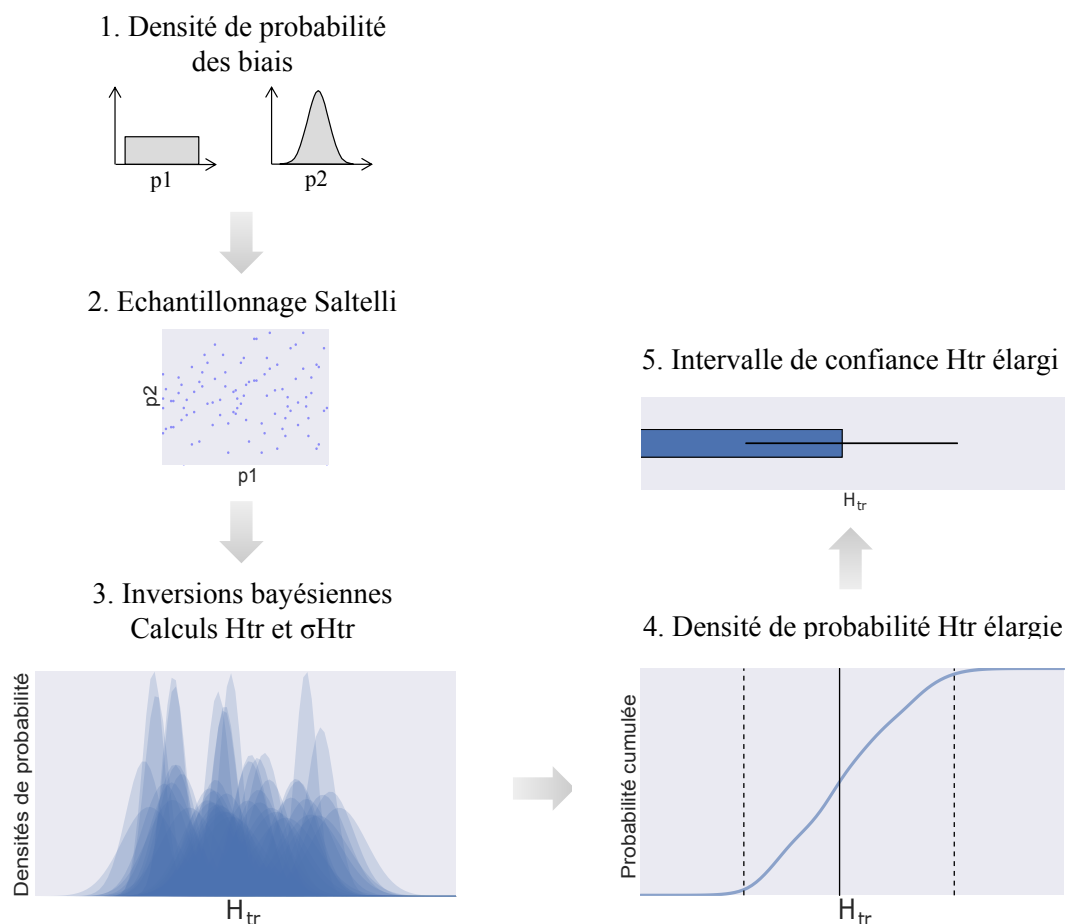 1. Densité de probabilité
des biais
p1
p2
2. Echantillonnage Saltelli
p2
p1
3. Inversions bayésiennes
Calculs Htr et σHtr
Densités de probabilité
Htr
4. Densité de probabilité Htr élargie
Probabilité cumulée
Htr
5. Intervalle de confiance Htr élargi
Htr